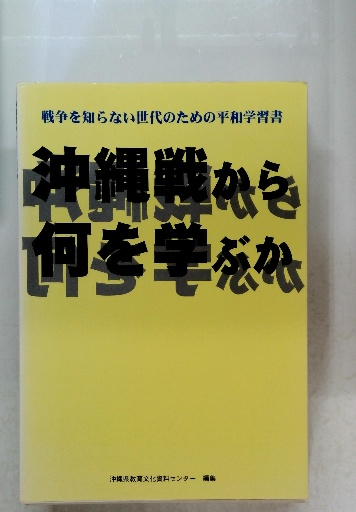 戦争を知らない世代のための平和学習書
沖縄戦から
何を学ぶか
沖縄県教育文化資料センター 編集